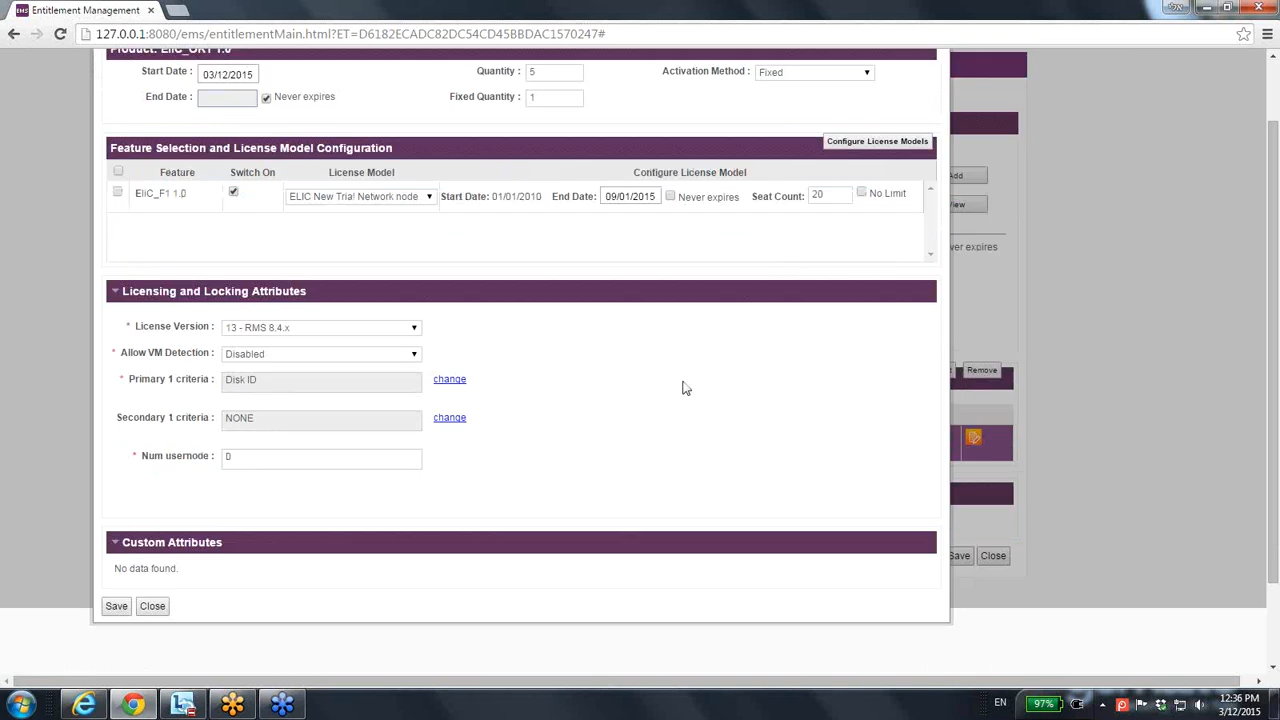 EMS Entitlement Management
127.0.0.1:8080/ems/entitlementMain.html?ET=D6182ECADC82DC54CD45BBDAC1570247#
Start Date : 03/12/2015 Quantity : 5 Activation Method : Fixed
End Date : Never expires Fixed Quantity : 1
Feature Selection and License Model Configuration Configure License Models
Feature Switch On License Model Configure License Model
EliC_F1 1.0 ELIC New Trial Network node Start Date: 01/01/2010 End Date: 09/01/2015 Never expires Seat Count: 20 No Limit
Add
View
ver expires
Licensing and Locking Attributes
* License Version : 13 - RMS 8.4.x
* Allow VM Detection : Disabled
* Primary 1 criteria : Disk ID change
Remove
Secondary 1 criteria : NONE change
* Num usernode : 0
Custom Attributes
No data found.
Save Close
Save Close
EN 97% 12:36 PM
3/12/2015